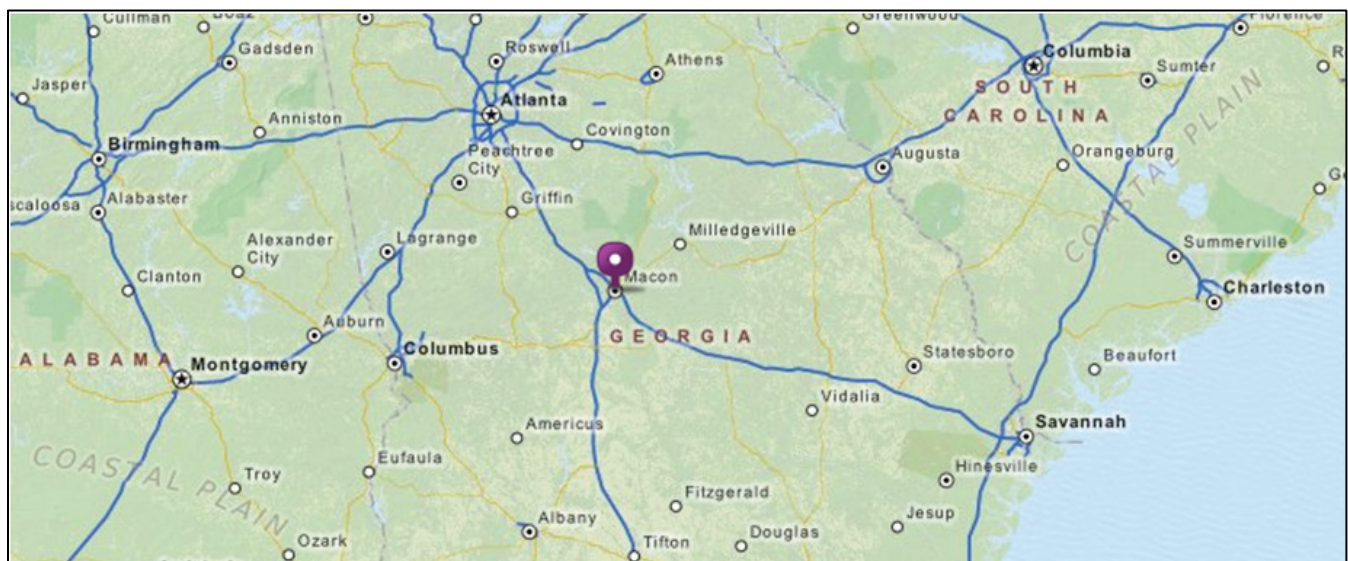 Cullman
Greenwood
Florence
Gadsden
Roswell
Columbia
Jasper
Athens
Sumter
SOUTH
CAROLINA
Atlanta
Anniston
Covington
Birmingham
Peachtree
City
Augusta
Orangeburg
COASTAL PLAIN
scaloosa
Alabaster
Griffin
Alexander
City
Lagrange
Milledgeville
Summerville
Clanton
Macon
Charleston
Auburn
GEORGIA
ALABAMA
Montgomery
Columbus
Statesboro
Beaufort
Vidalia
Americus
Savannah
COASTAL PLAIN
Troy
Eufaula
Hinesville
Fitzgerald
Albany
Jesup
Ozark
Tifton
Douglas